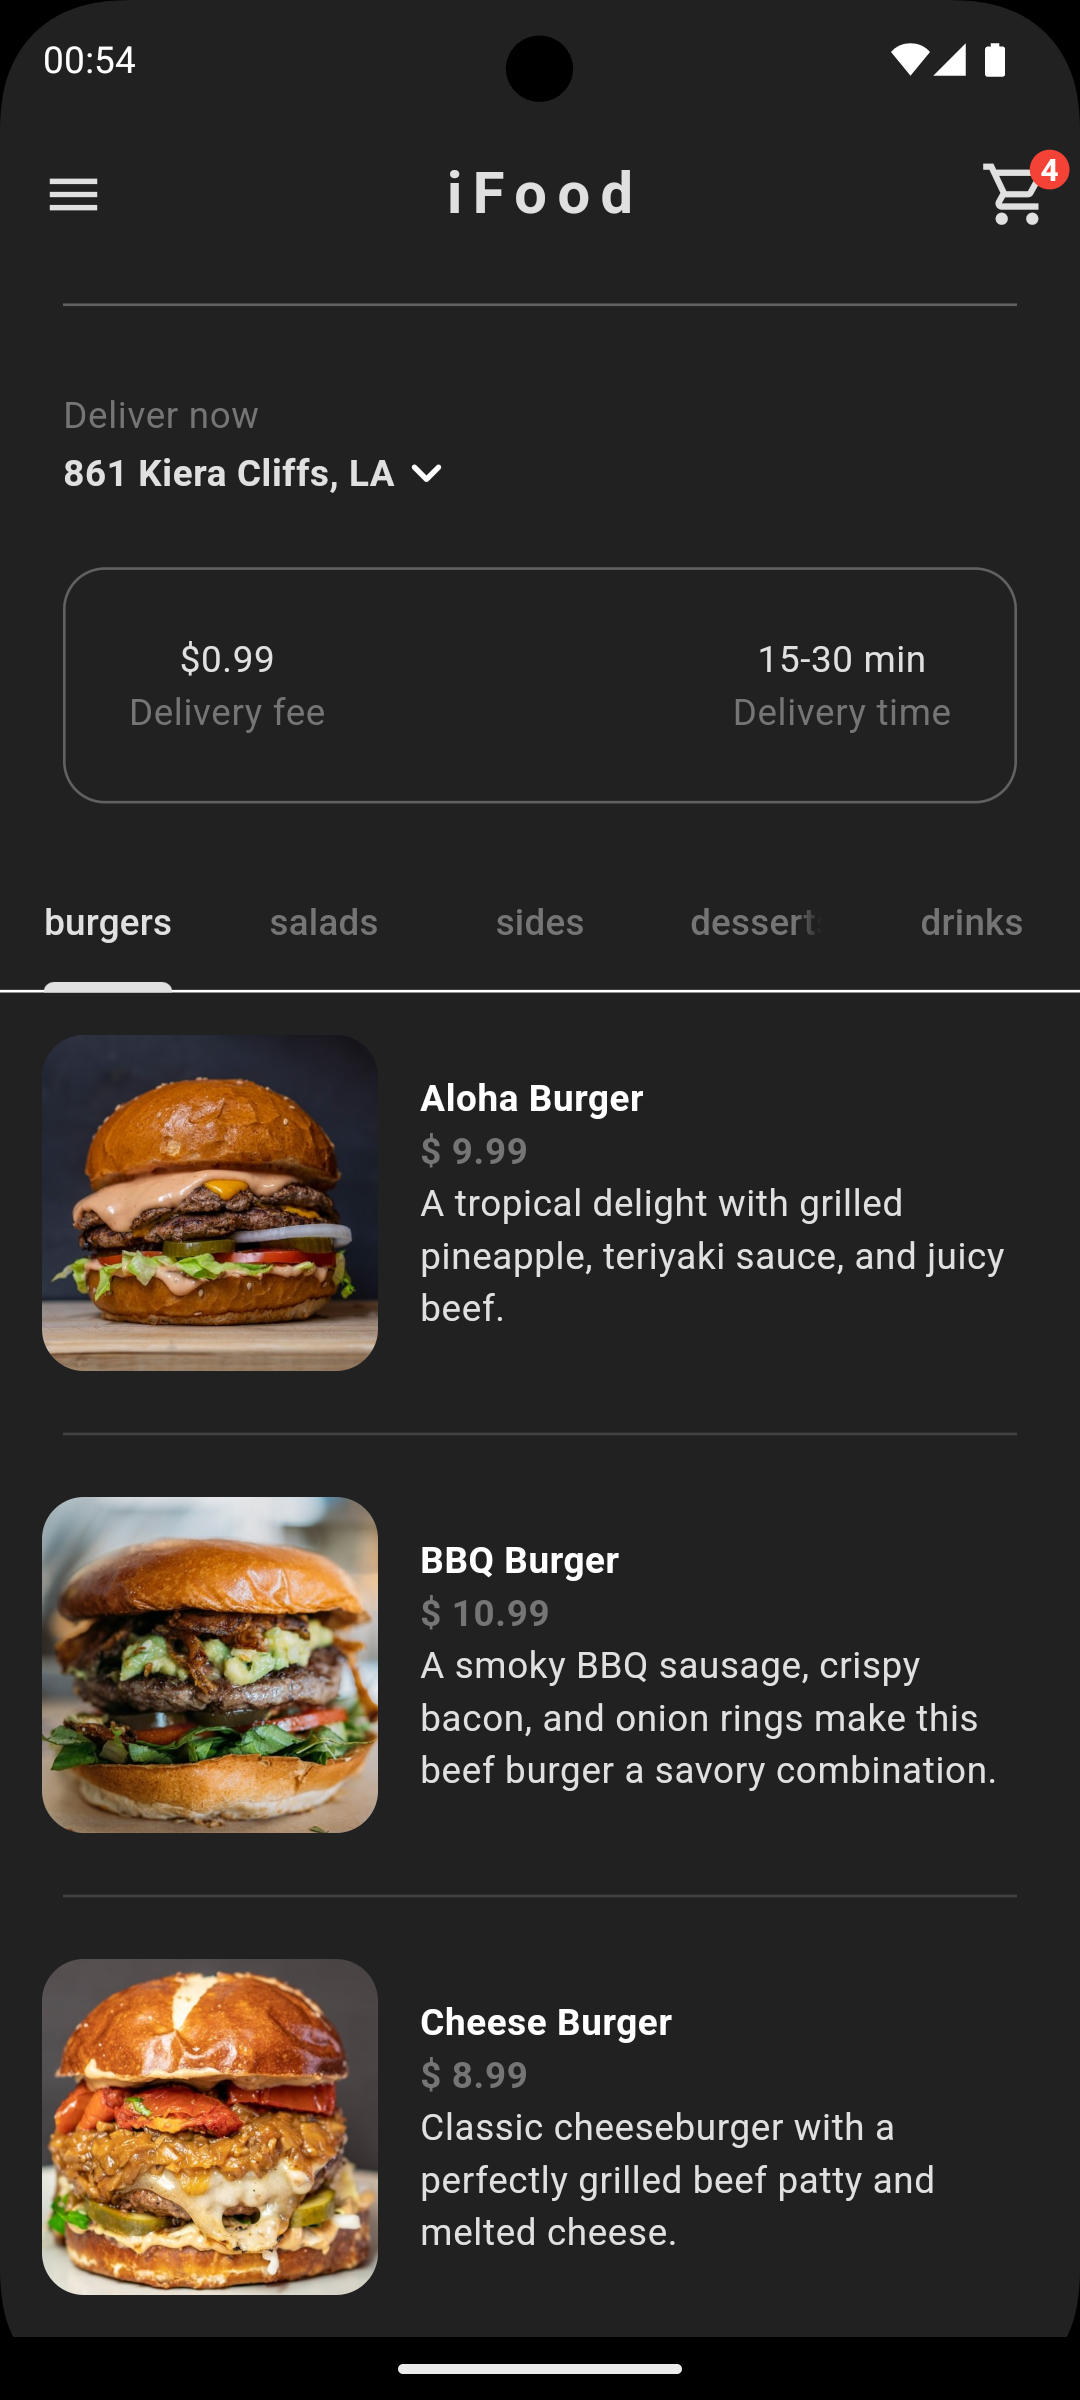 00:54
iFood
4
Deliver now
861 Kiera Cliffs, LA
$0.99
15-30 min
Delivery fee
Delivery time
burgers
salads
sides
dessert
drinks
Aloha Burger
$ 9.99
A tropical delight with grilled
pineapple, teriyaki sauce, and juicy
beef.
BBQ Burger
$ 10.99
A smoky BBQ sausage, crispy
bacon, and onion rings make this
beef burger a savory combination.
Cheese Burger
$ 8.99
Classic cheeseburger with a
perfectly grilled beef patty and
melted cheese.